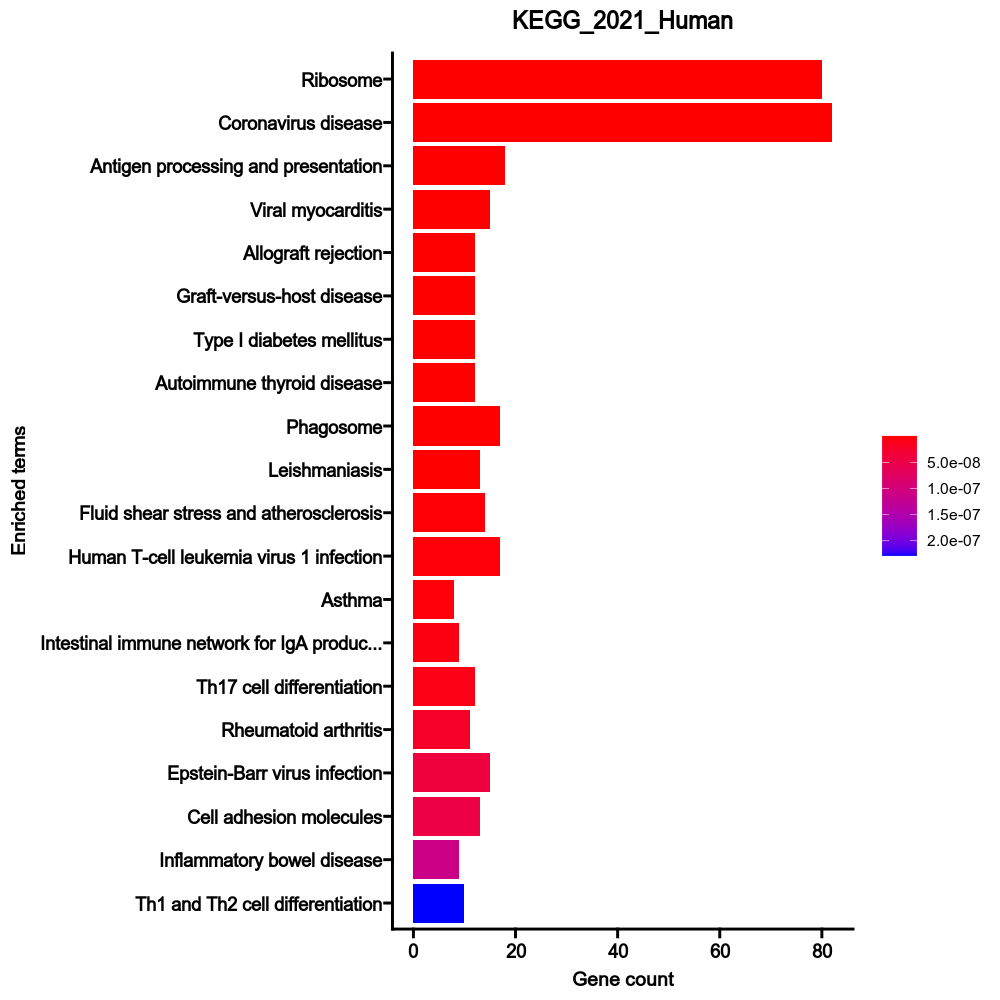 KEGG_2021_Human
Enriched terms
Ribosome
Coronavirus disease
Antigen processing and presentation
Viral myocarditis
Allograft rejection
Graft-versus-host disease
Type I diabetes mellitus
Autoimmune thyroid disease
Phagosome
Leishmaniasis
Fluid shear stress and atherosclerosis
Human T-cell leukemia virus 1 infection
Asthma
Intestinal immune network for IgA produc...
Th17 cell differentiation
Rheumatoid arthritis
Epstein-Barr virus infection
Cell adhesion molecules
Inflammatory bowel disease
Th1 and Th2 cell differentiation
0 20 40 60 80
Gene count
5.0e-08
1.0e-07
1.5e-07
2.0e-07